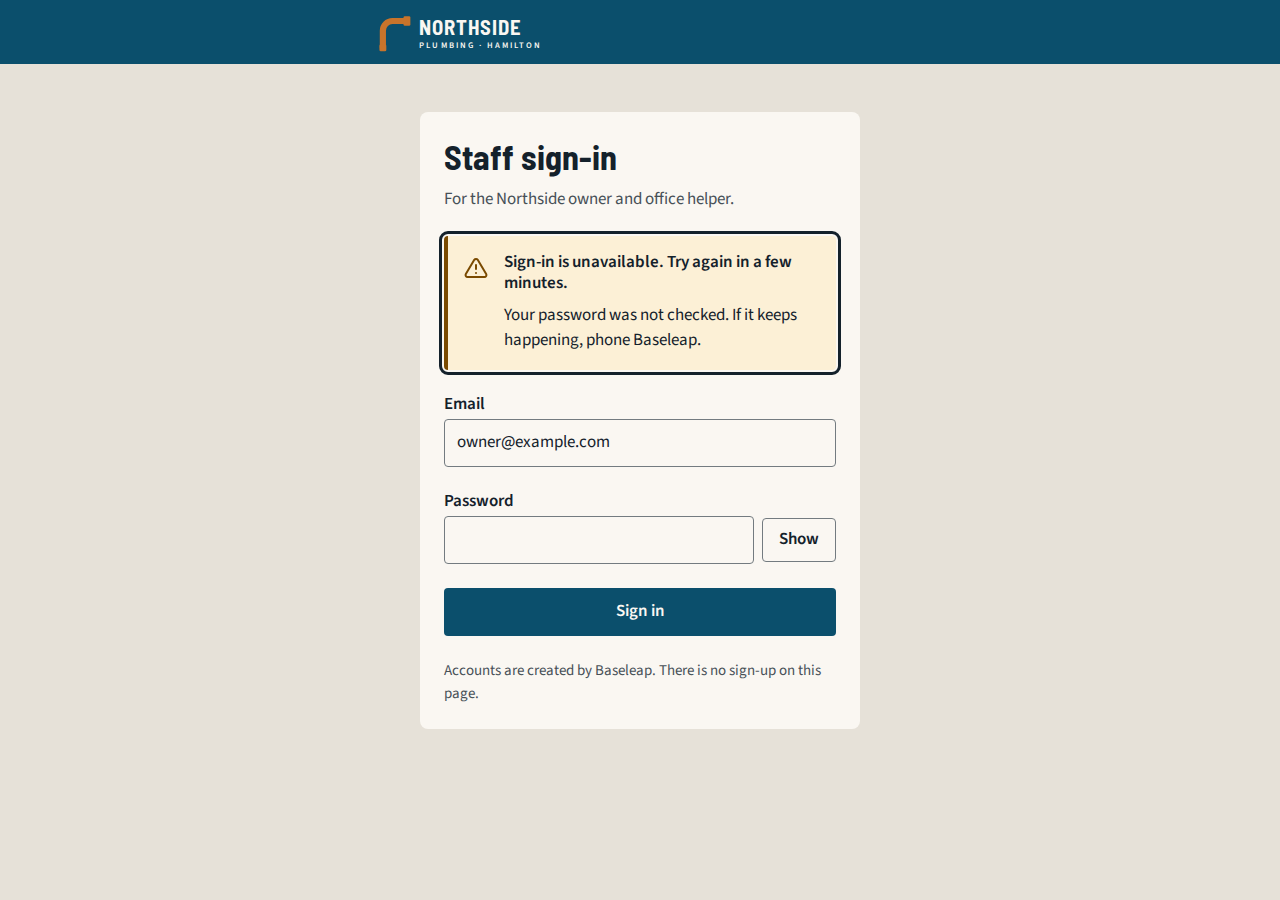 NORTHSIDE
PLUMBING · HAMILTON
Staff sign-in
For the Northside owner and office helper.
Sign-in is unavailable. Try again in a few
minutes.
Your password was not checked. If it keeps
happening, phone Baseleap.
Email
owner@example.com
Password
Show
Sign in
Accounts are created by Baseleap. There is no sign-up on this
page.